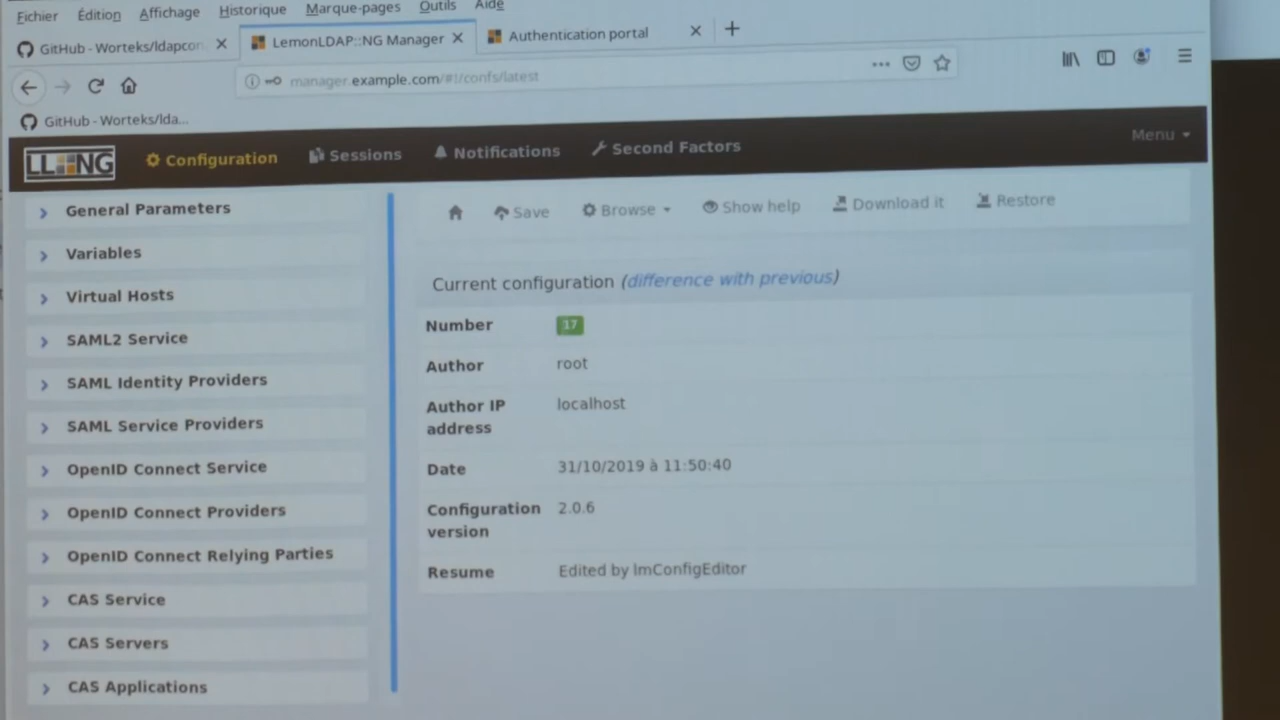 Fichier Édition Affichage Historique Marque-pages Outils Aide
GitHub - Worteks/ldapcon LemonLDAP::NG Manager Authentication portal
manager.example.com/#!/confs/latest
GitHub - Worteks/lda...
LL::NG Configuration Sessions Notifications Second Factors Menu
General Parameters
Variables
Virtual Hosts
SAML2 Service
SAML Identity Providers
SAML Service Providers
OpenID Connect Service
OpenID Connect Providers
OpenID Connect Relying Parties
CAS Service
CAS Servers
CAS Applications
Save Browse Show help Download it Restore
Current configuration (difference with previous)
Number 17
Author root
Author IP address localhost
Date 31/10/2019 à 11:50:40
Configuration version 2.0.6
Resume Edited by lmConfigEditor